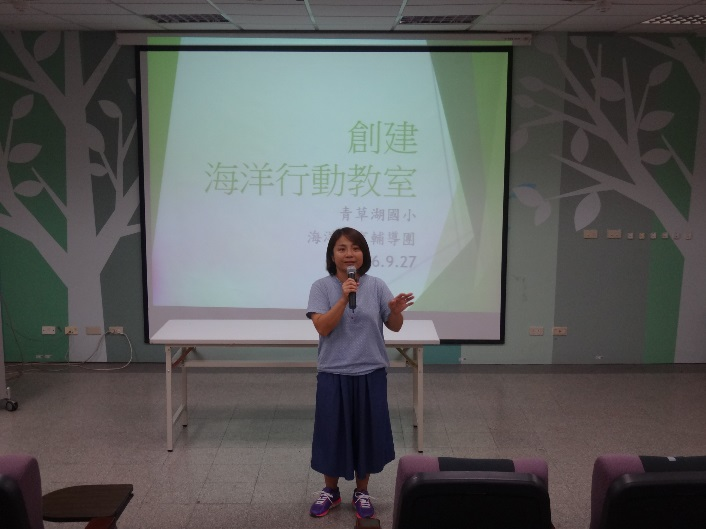 創建
海洋行動教室
青草湖國小
海 輔導團
6.9.27